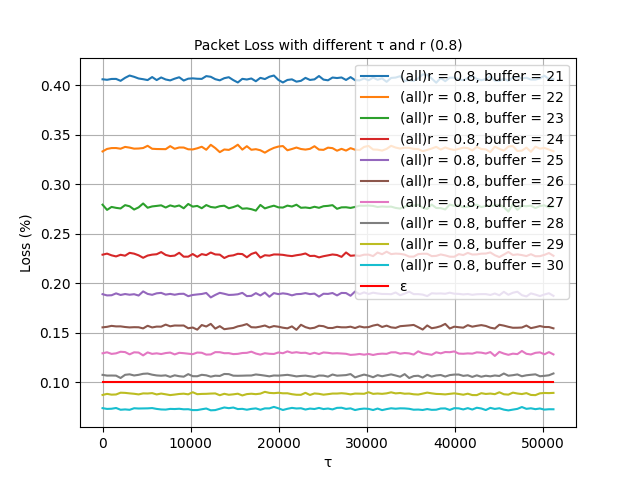 Packet Loss with different τ and r (0.8)
Loss (%)
0.40
0.35
0.30
0.25
0.20
0.15
0.10
(all)r = 0.8, buffer = 21
(all)r = 0.8, buffer = 22
(all)r = 0.8, buffer = 23
(all)r = 0.8, buffer = 24
(all)r = 0.8, buffer = 25
(all)r = 0.8, buffer = 26
(all)r = 0.8, buffer = 27
(all)r = 0.8, buffer = 28
(all)r = 0.8, buffer = 29
(all)r = 0.8, buffer = 30
ε
0 10000 20000 30000 40000 50000
τ